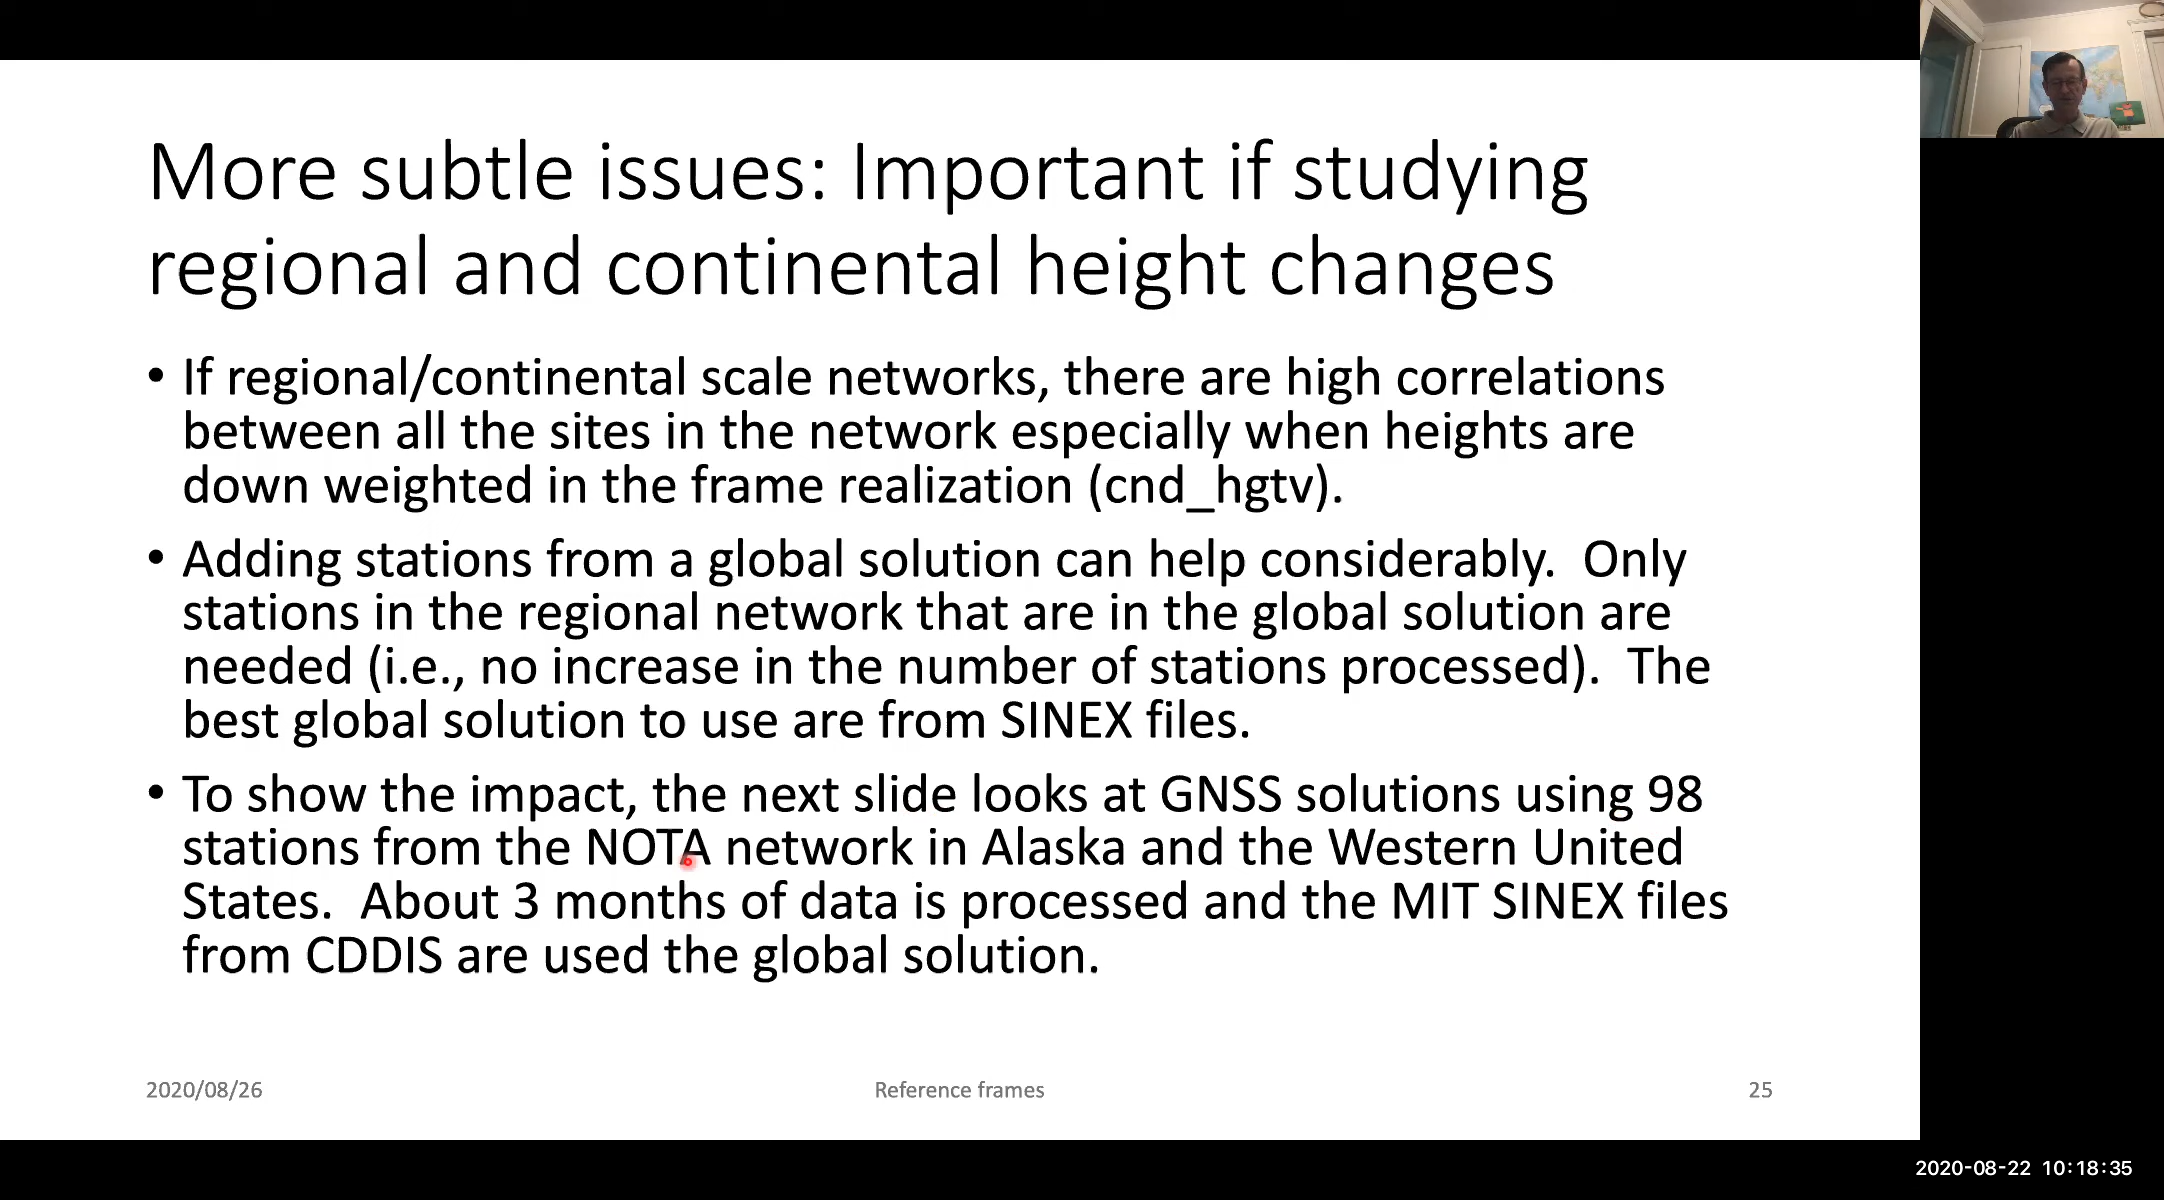 More subtle issues: Important if studying
regional and continental height changes
• If regional/continental scale networks, there are high correlations
between all the sites in the network especially when heights are
down weighted in the frame realization (cnd_hgtv).
• Adding stations from a global solution can help considerably.  Only
stations in the regional network that are in the global solution are
needed (i.e., no increase in the number of stations processed).  The
best global solution to use are from SINEX files.
• To show the impact, the next slide looks at GNSS solutions using 98
stations from the NOTA network in Alaska and the Western United
States.  About 3 months of data is processed and the MIT SINEX files
from CDDIS are used the global solution.
2020/08/26
Reference frames
25
2020-08-22 10:18:35